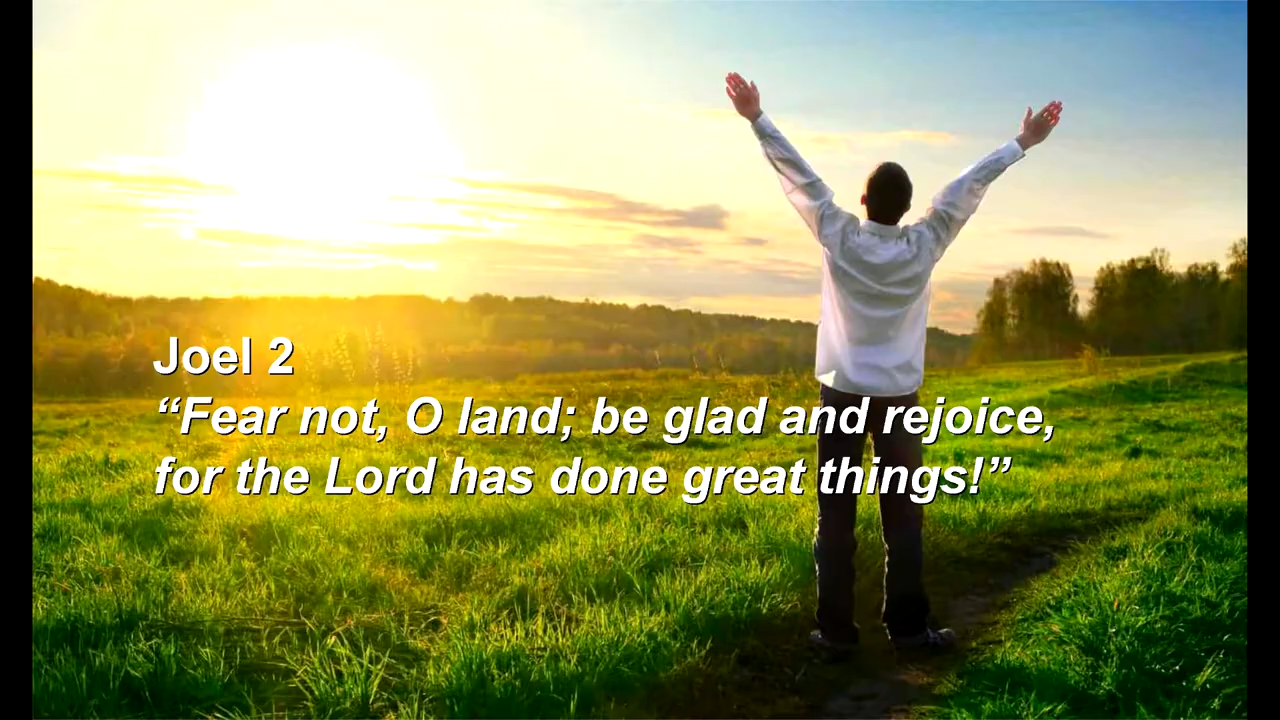 Joel 2
“Fear not, O land; be glad and rejoice,
for the Lord has done great things!”